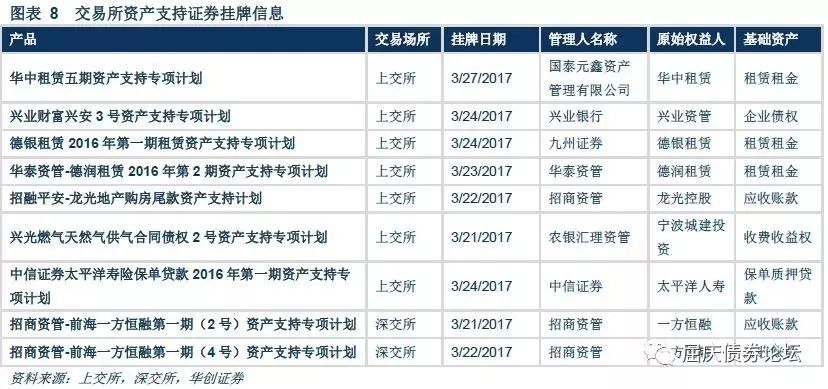 图表 8 交易所资产支持证券挂牌信息
产品 交易场所 挂牌日期 管理人名称 原始权益人 基础资产
华中租赁五期资产支持专项计划 上交所 3/27/2017 国泰元鑫资产管理有限公司 华中租赁 租赁租金
兴业财富兴安 3 号资产支持专项计划 上交所 3/24/2017 兴业银行 兴业资管 企业债权
德银租赁 2016 年第一期租赁资产支持专项计划 上交所 3/24/2017 九州证券 德银租赁 租赁租金
华泰资管-德润租赁 2016 年第 2 期资产支持专项计划 上交所 3/23/2017 华泰资管 德润租赁 租赁租金
招融平安-龙光地产购房尾款资产支持计划 上交所 3/22/2017 招商资管 龙光控股 应收账款
兴光燃气天然气供气合同债权 2 号资产支持专项计划 上交所 3/21/2017 农银汇理资管 宁波城建投资 收费收益权
中信证券太平洋寿险保单贷款 2016 年第一期资产支持专项计划 上交所 3/24/2017 中信证券 太平洋人寿 保单质押贷款
招商资管-前海一方恒融第一期（2 号）资产支持专项计划 深交所 3/21/2017 招商资管 一方恒融 应收账款
招商资管-前海一方恒融第一期（4 号）资产支持专项计划 深交所 3/22/2017 招商资管
屈庆债券论坛
资料来源：上交所，深交所，华创证券